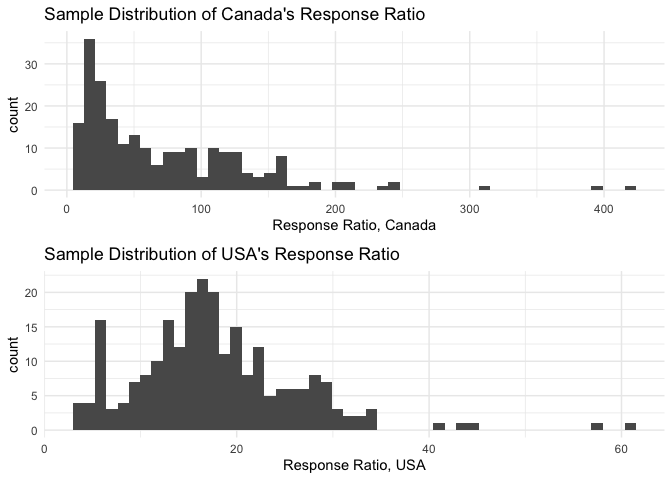 Sample Distribution of Canada's Response Ratio
count
30
20
10
0
0 100 200 300 400
Response Ratio, Canada
Sample Distribution of USA's Response Ratio
count
20
15
10
5
0
0 20 40 60
Response Ratio, USA